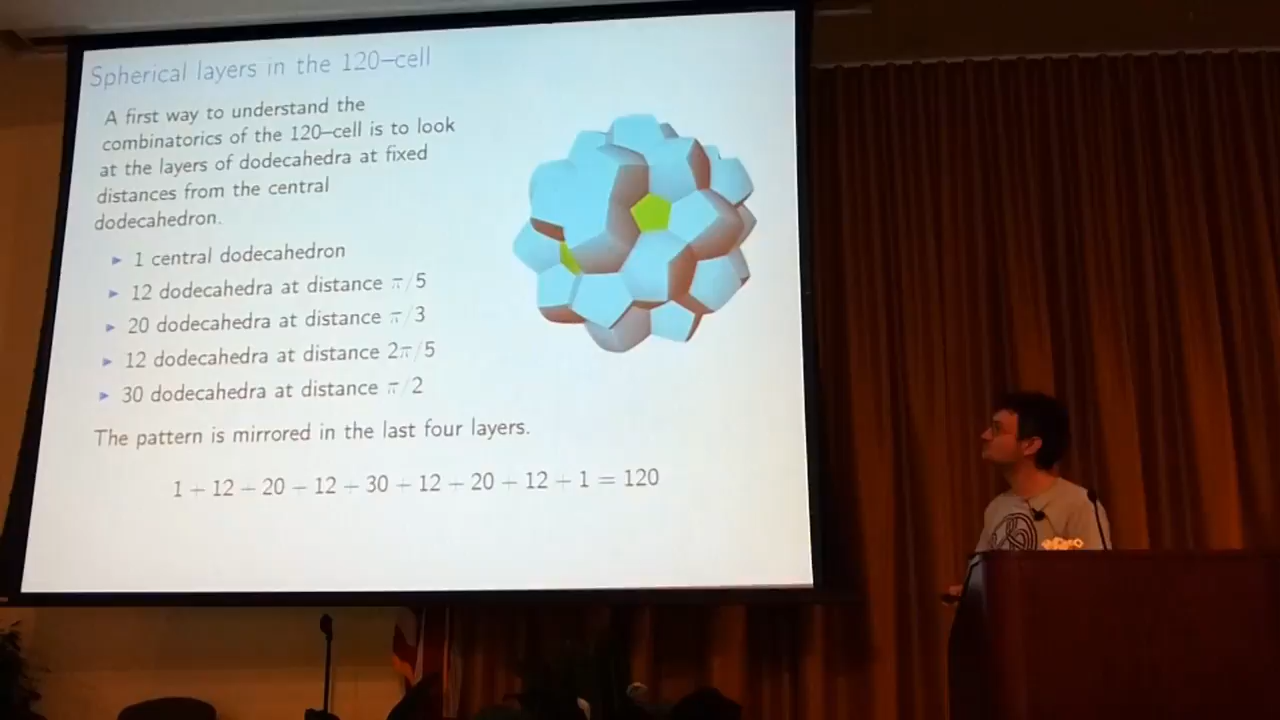 Spherical layers in the 120–cell
A first way to understand the
combinatorics of the 120–cell is to look
at the layers of dodecahedra at fixed
distances from the central
dodecahedron.
► 1 central dodecahedron
► 12 dodecahedra at distance π/5
► 20 dodecahedra at distance π/3
► 12 dodecahedra at distance 2π/5
► 30 dodecahedra at distance π/2
The pattern is mirrored in the last four layers.
1 + 12 + 20 + 12 + 30 + 12 + 20 + 12 + 1 = 120